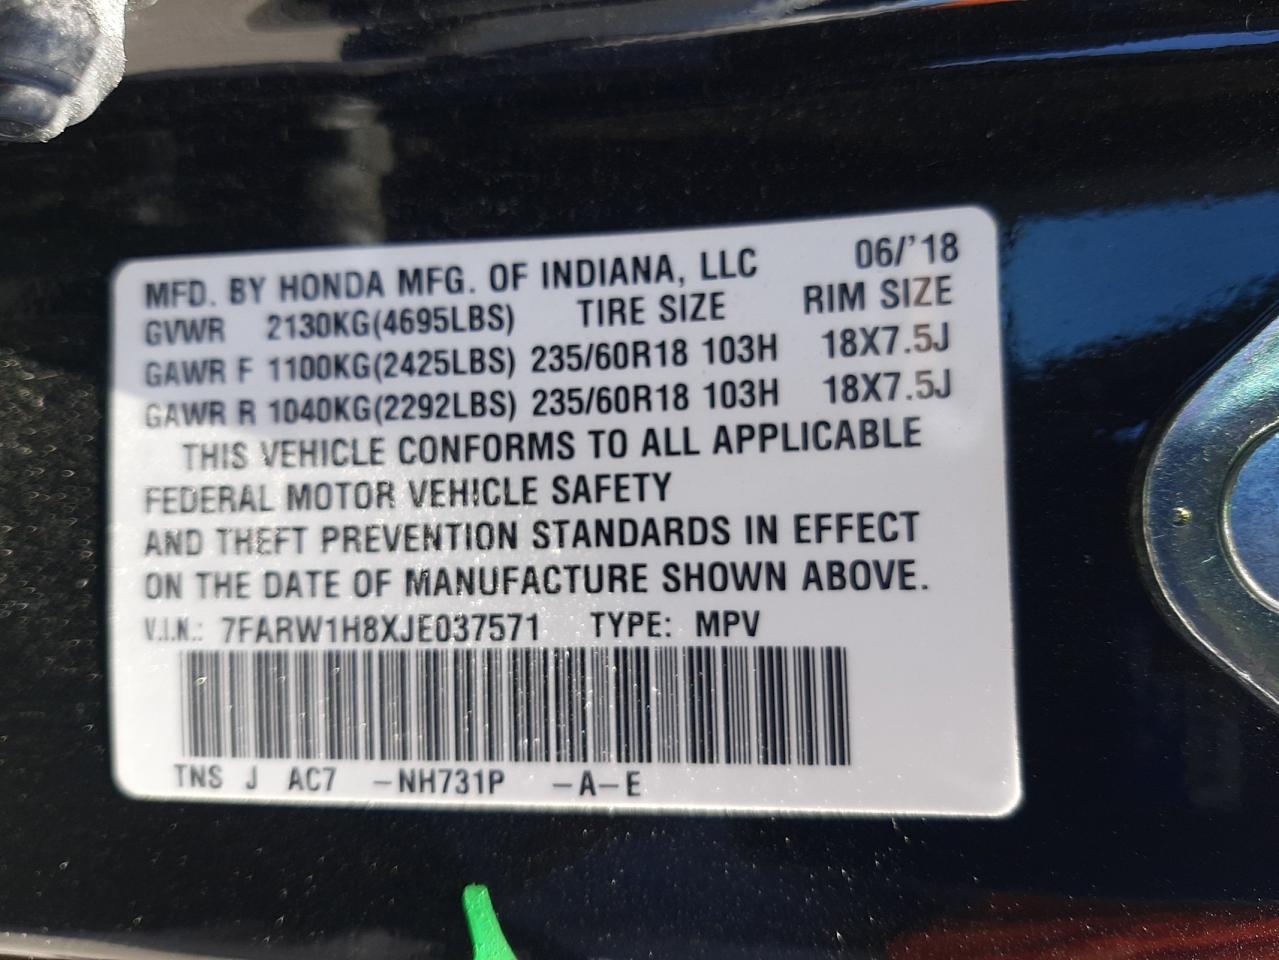 MFD. BY HONDA MFG. OF INDIANA, LLC 06/'18
GVWR 2130KG(4695LBS) TIRE SIZE RIM SIZE
GAWR F 1100KG(2425LBS) 235/60R18 103H 18X7.5J
GAWR R 1040KG(2292LBS) 235/60R18 103H 18X7.5J
THIS VEHICLE CONFORMS TO ALL APPLICABLE
FEDERAL MOTOR VEHICLE SAFETY
AND THEFT PREVENTION STANDARDS IN EFFECT
ON THE DATE OF MANUFACTURE SHOWN ABOVE.
V.I.N.: 7FARW1H8XJE037571 TYPE: MPV
TNS J AC7 -NH731P -A-E